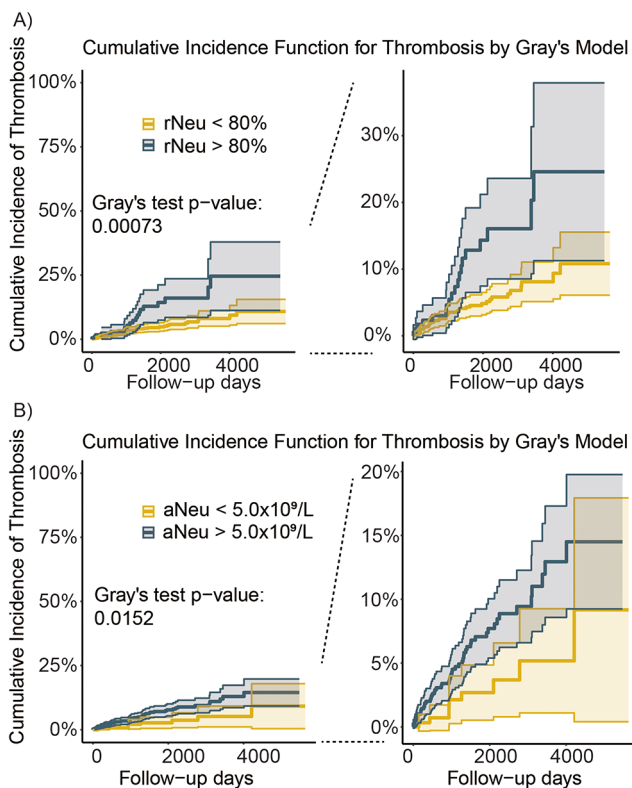 A)
Cumulative Incidence Function for Thrombosis by Gray's Model
Cumulative Incidence of Thrombosis
100%
75%
50%
25%
0%
rNeu < 80%
rNeu > 80%
Gray's test p-value:
0.00073
0 2000 4000
Follow-up days
30%
20%
10%
0%
0 2000 4000
Follow-up days
B)
Cumulative Incidence Function for Thrombosis by Gray's Model
Cumulative Incidence of Thrombosis
100%
75%
50%
25%
0%
aNeu < 5.0x10⁹/L
aNeu > 5.0x10⁹/L
Gray's test p-value:
0.0152
0 2000 4000
Follow-up days
20%
15%
10%
5%
0%
0 2000 4000
Follow-up days